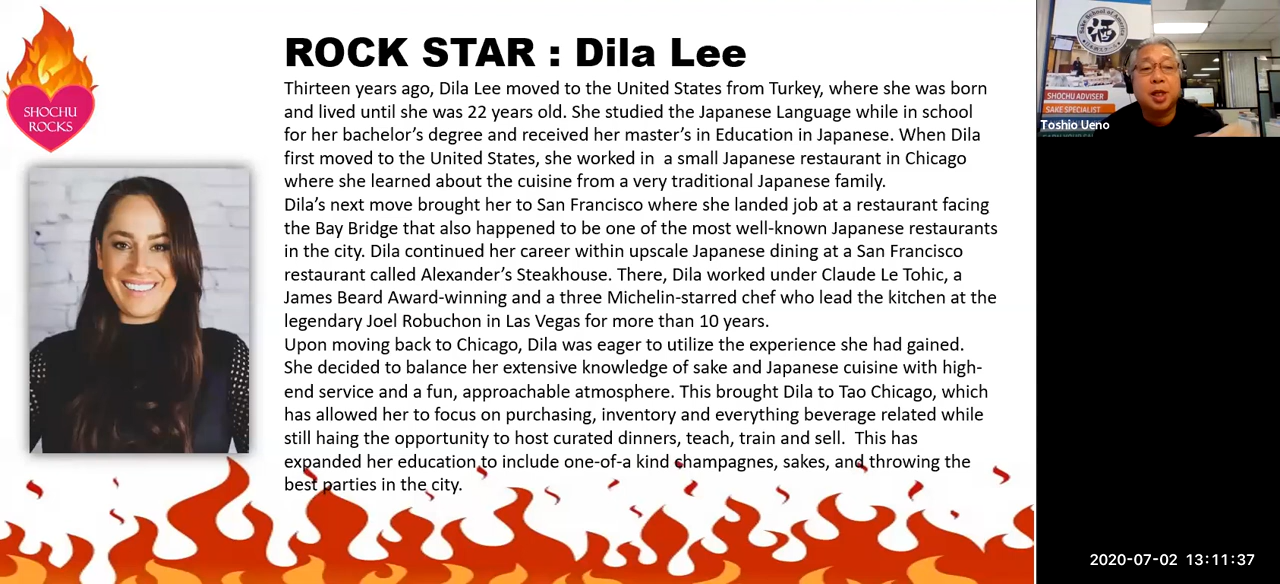 ROCK STAR : Dila Lee
Thirteen years ago, Dila Lee moved to the United States from Turkey, where she was born
and lived until she was 22 years old. She studied the Japanese Language while in school
for her bachelor’s degree and received her master’s in Education in Japanese. When Dila
first moved to the United States, she worked in  a small Japanese restaurant in Chicago
where she learned about the cuisine from a very traditional Japanese family.
Dila’s next move brought her to San Francisco where she landed job at a restaurant facing
the Bay Bridge that also happened to be one of the most well-known Japanese restaurants
in the city. Dila continued her career within upscale Japanese dining at a San Francisco
restaurant called Alexander’s Steakhouse. There, Dila worked under Claude Le Tohic, a
James Beard Award-winning and a three Michelin-starred chef who lead the kitchen at the
legendary Joel Robuchon in Las Vegas for more than 10 years.
Upon moving back to Chicago, Dila was eager to utilize the experience she had gained.
She decided to balance her extensive knowledge of sake and Japanese cuisine with high-
end service and a fun, approachable atmosphere. This brought Dila to Tao Chicago, which
has allowed her to focus on purchasing, inventory and everything beverage related while
still haing the opportunity to host curated dinners, teach, train and sell.  This has
expanded her education to include one-of-a kind champagnes, sakes, and throwing the
best parties in the city.
SHOCHU
ROCKS
Sake School of America
SHOCHU ADVISER
SAKE SPECIALIST
Toshio Ueno
2020-07-02 13:11:37